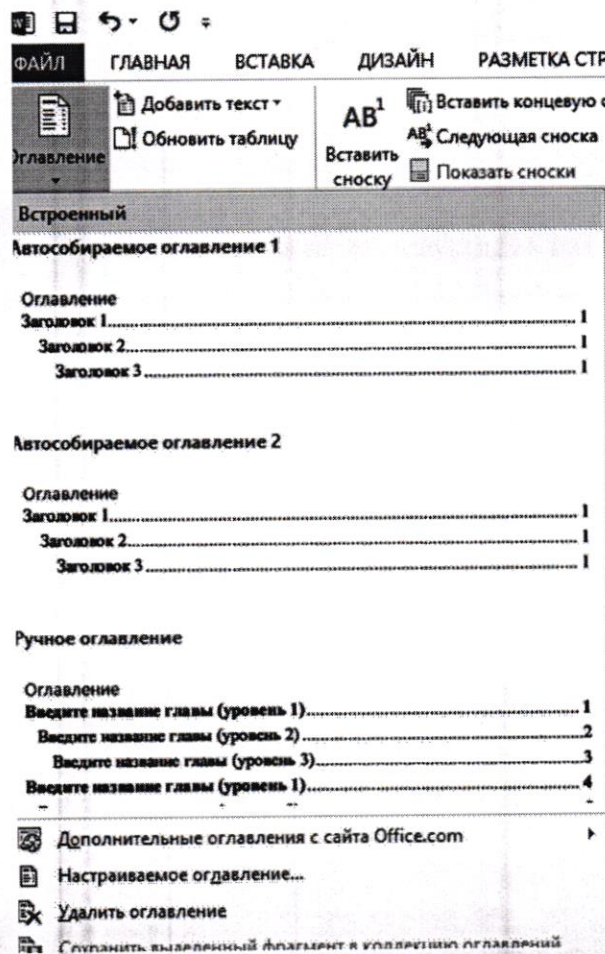 ФАЙЛ ГЛАВНАЯ ВСТАВКА ДИЗАЙН РАЗМЕТКА СТР
Оглавление
Добавить текст
Обновить таблицу
AB¹
Вставить
сноску
Вставить концевую с
Следующая сноска
Показать сноски
Встроенный
Автособираемое оглавление 1
Оглавление
Заголовок 1.......... 1
Заголовок 2.......... 1
Заголовок 3.......... 1
Автособираемое оглавление 2
Оглавление
Заголовок 1.......... 1
Заголовок 2.......... 1
Заголовок 3.......... 1
Ручное оглавление
Оглавление
Введите название главы (уровень 1).......... 1
Введите название главы (уровень 2).......... 2
Введите название главы (уровень 3).......... 3
Введите название главы (уровень 1).......... 4
Дополнительные оглавления с сайта Office.com
Настраиваемое оглавление...
Удалить оглавление
Сохранить выделенный фрагмент в коллекцию оглавлений